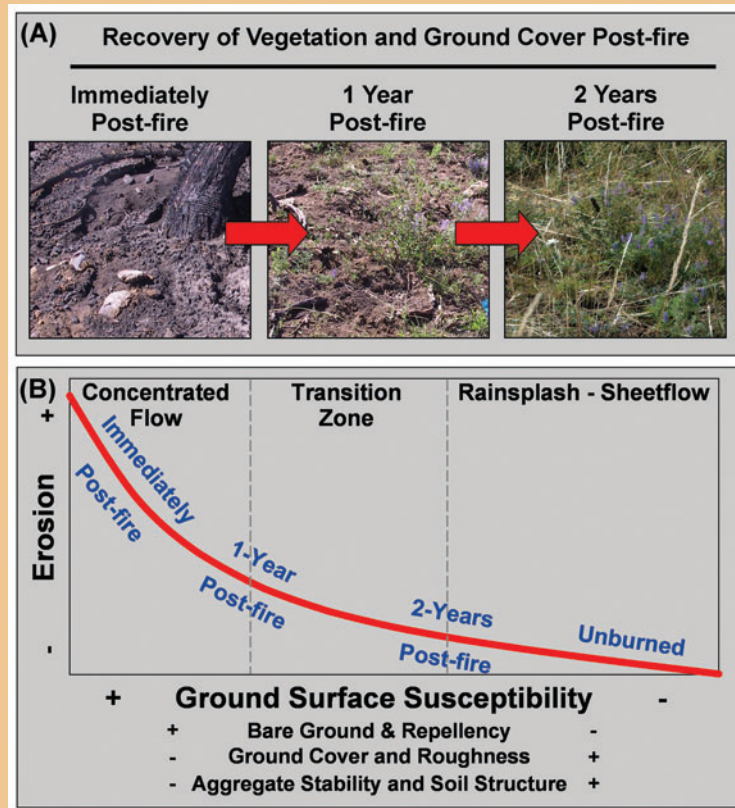 (A) Recovery of Vegetation and Ground Cover Post-fire
Immediately
Post-fire
1 Year
Post-fire
2 Years
Post-fire
(B)
Concentrated
Flow
Transition
Zone
Rainsplash - Sheetflow
+
Erosion
-
Immediately
Post-fire
1-Year
Post-fire
2-Years
Post-fire
Unburned
+ Ground Surface Susceptibility -
+ Bare Ground & Repellency -
- Ground Cover and Roughness +
- Aggregate Stability and Soil Structure +